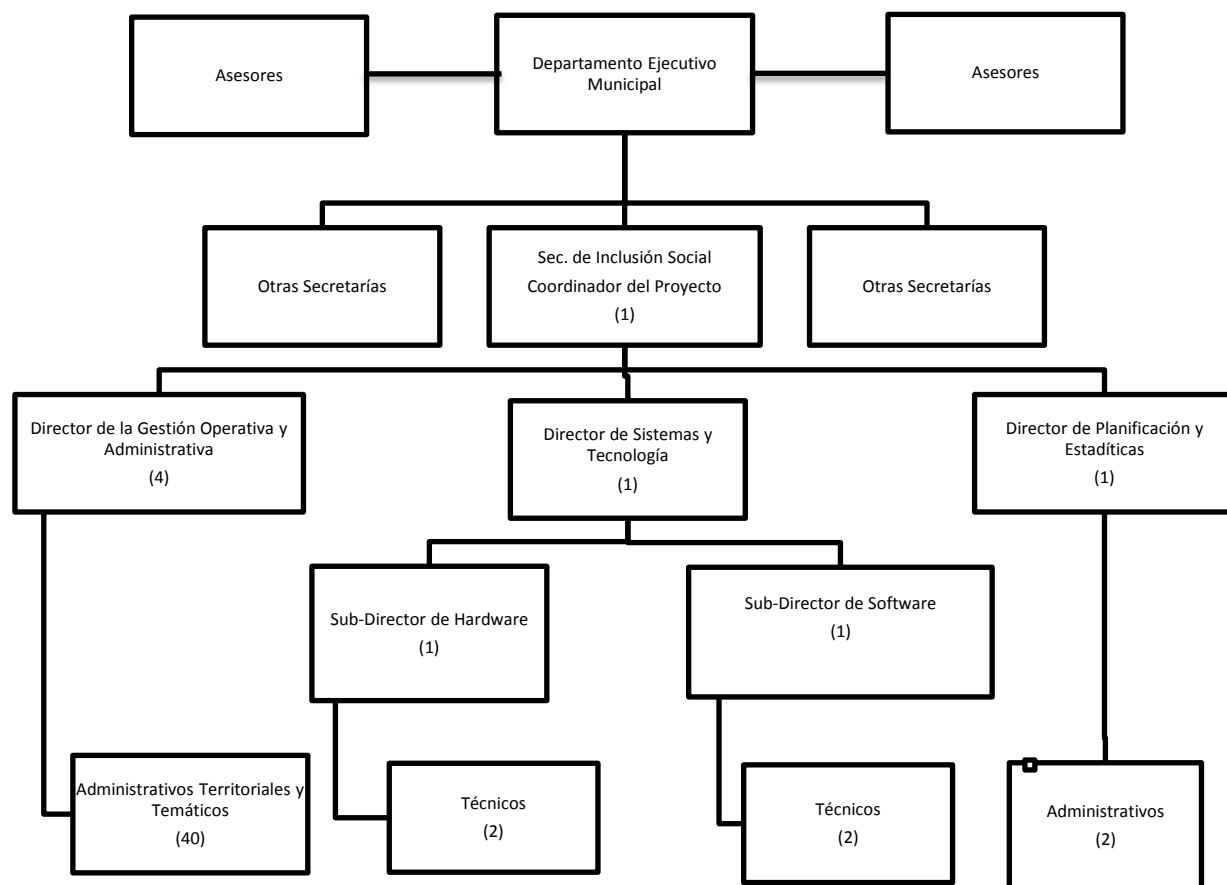 Asesores
Departamento Ejecutivo
Municipal
Asesores
Otras Secretarías
Sec. de Inclusión Social
Coordinador del Proyecto
(1)
Otras Secretarías
Director de la Gestión Operativa y
Administrativa
(4)
Director de Sistemas y
Tecnología
(1)
Director de Planificación y
Estadíticas
(1)
Sub-Director de Hardware
(1)
Sub-Director de Software
(1)
Administrativos Territoriales y
Temáticos
(40)
Técnicos
(2)
Técnicos
(2)
Administrativos
(2)